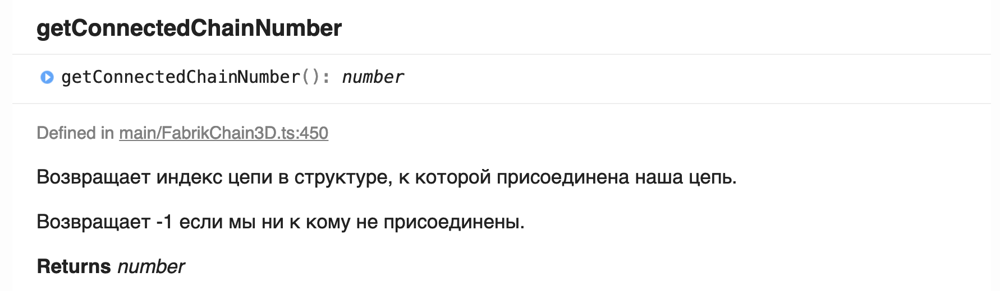 getConnectedChainNumber
getConnectedChainNumber(): number
Defined in main/FabrikChain3D.ts:450
Возвращает индекс цепи в структуре, к которой присоединена наша цепь.
Возвращает -1 если мы ни к кому не присоединены.
Returns number